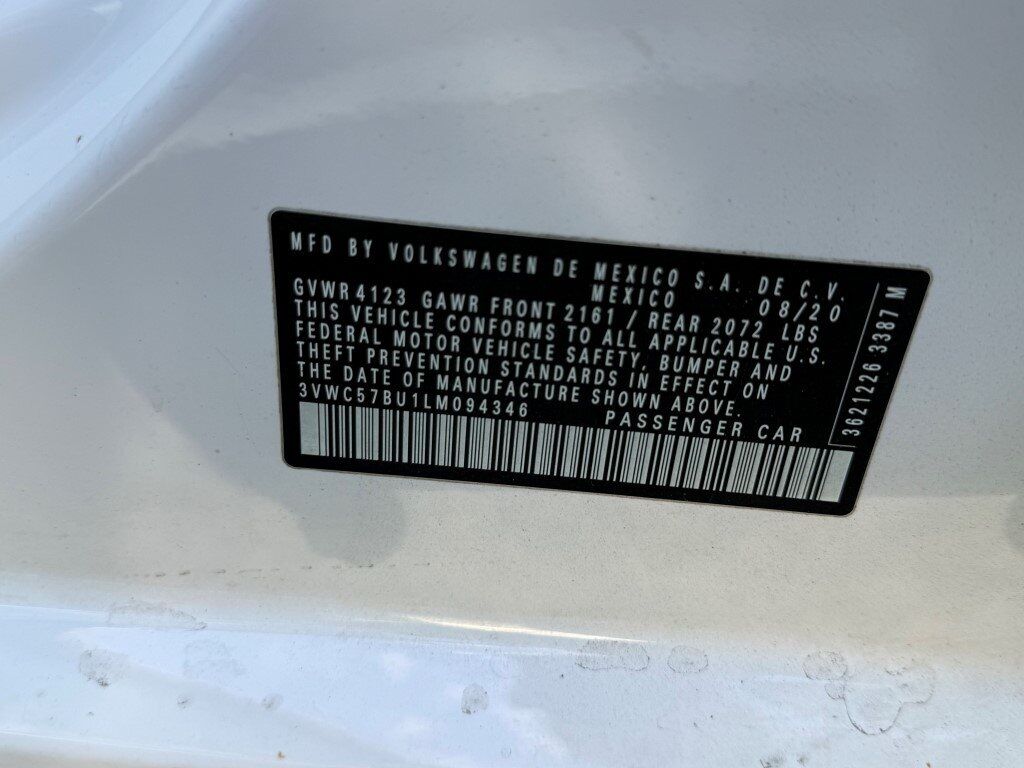 MFD BY VOLKSWAGEN DE MEXICO S.A. DE C.V.
MEXICO 08/20
GVWR 4123 GAWR FRONT 2161 / REAR 2072 LBS
THIS VEHICLE CONFORMS TO ALL APPLICABLE U.S.
FEDERAL MOTOR VEHICLE SAFETY, BUMPER AND
THEFT PREVENTION STANDARDS IN EFFECT ON
THE DATE OF MANUFACTURE SHOWN ABOVE.
3VWC57BU1LM094346 PASSENGER CAR
3621226 3387 M